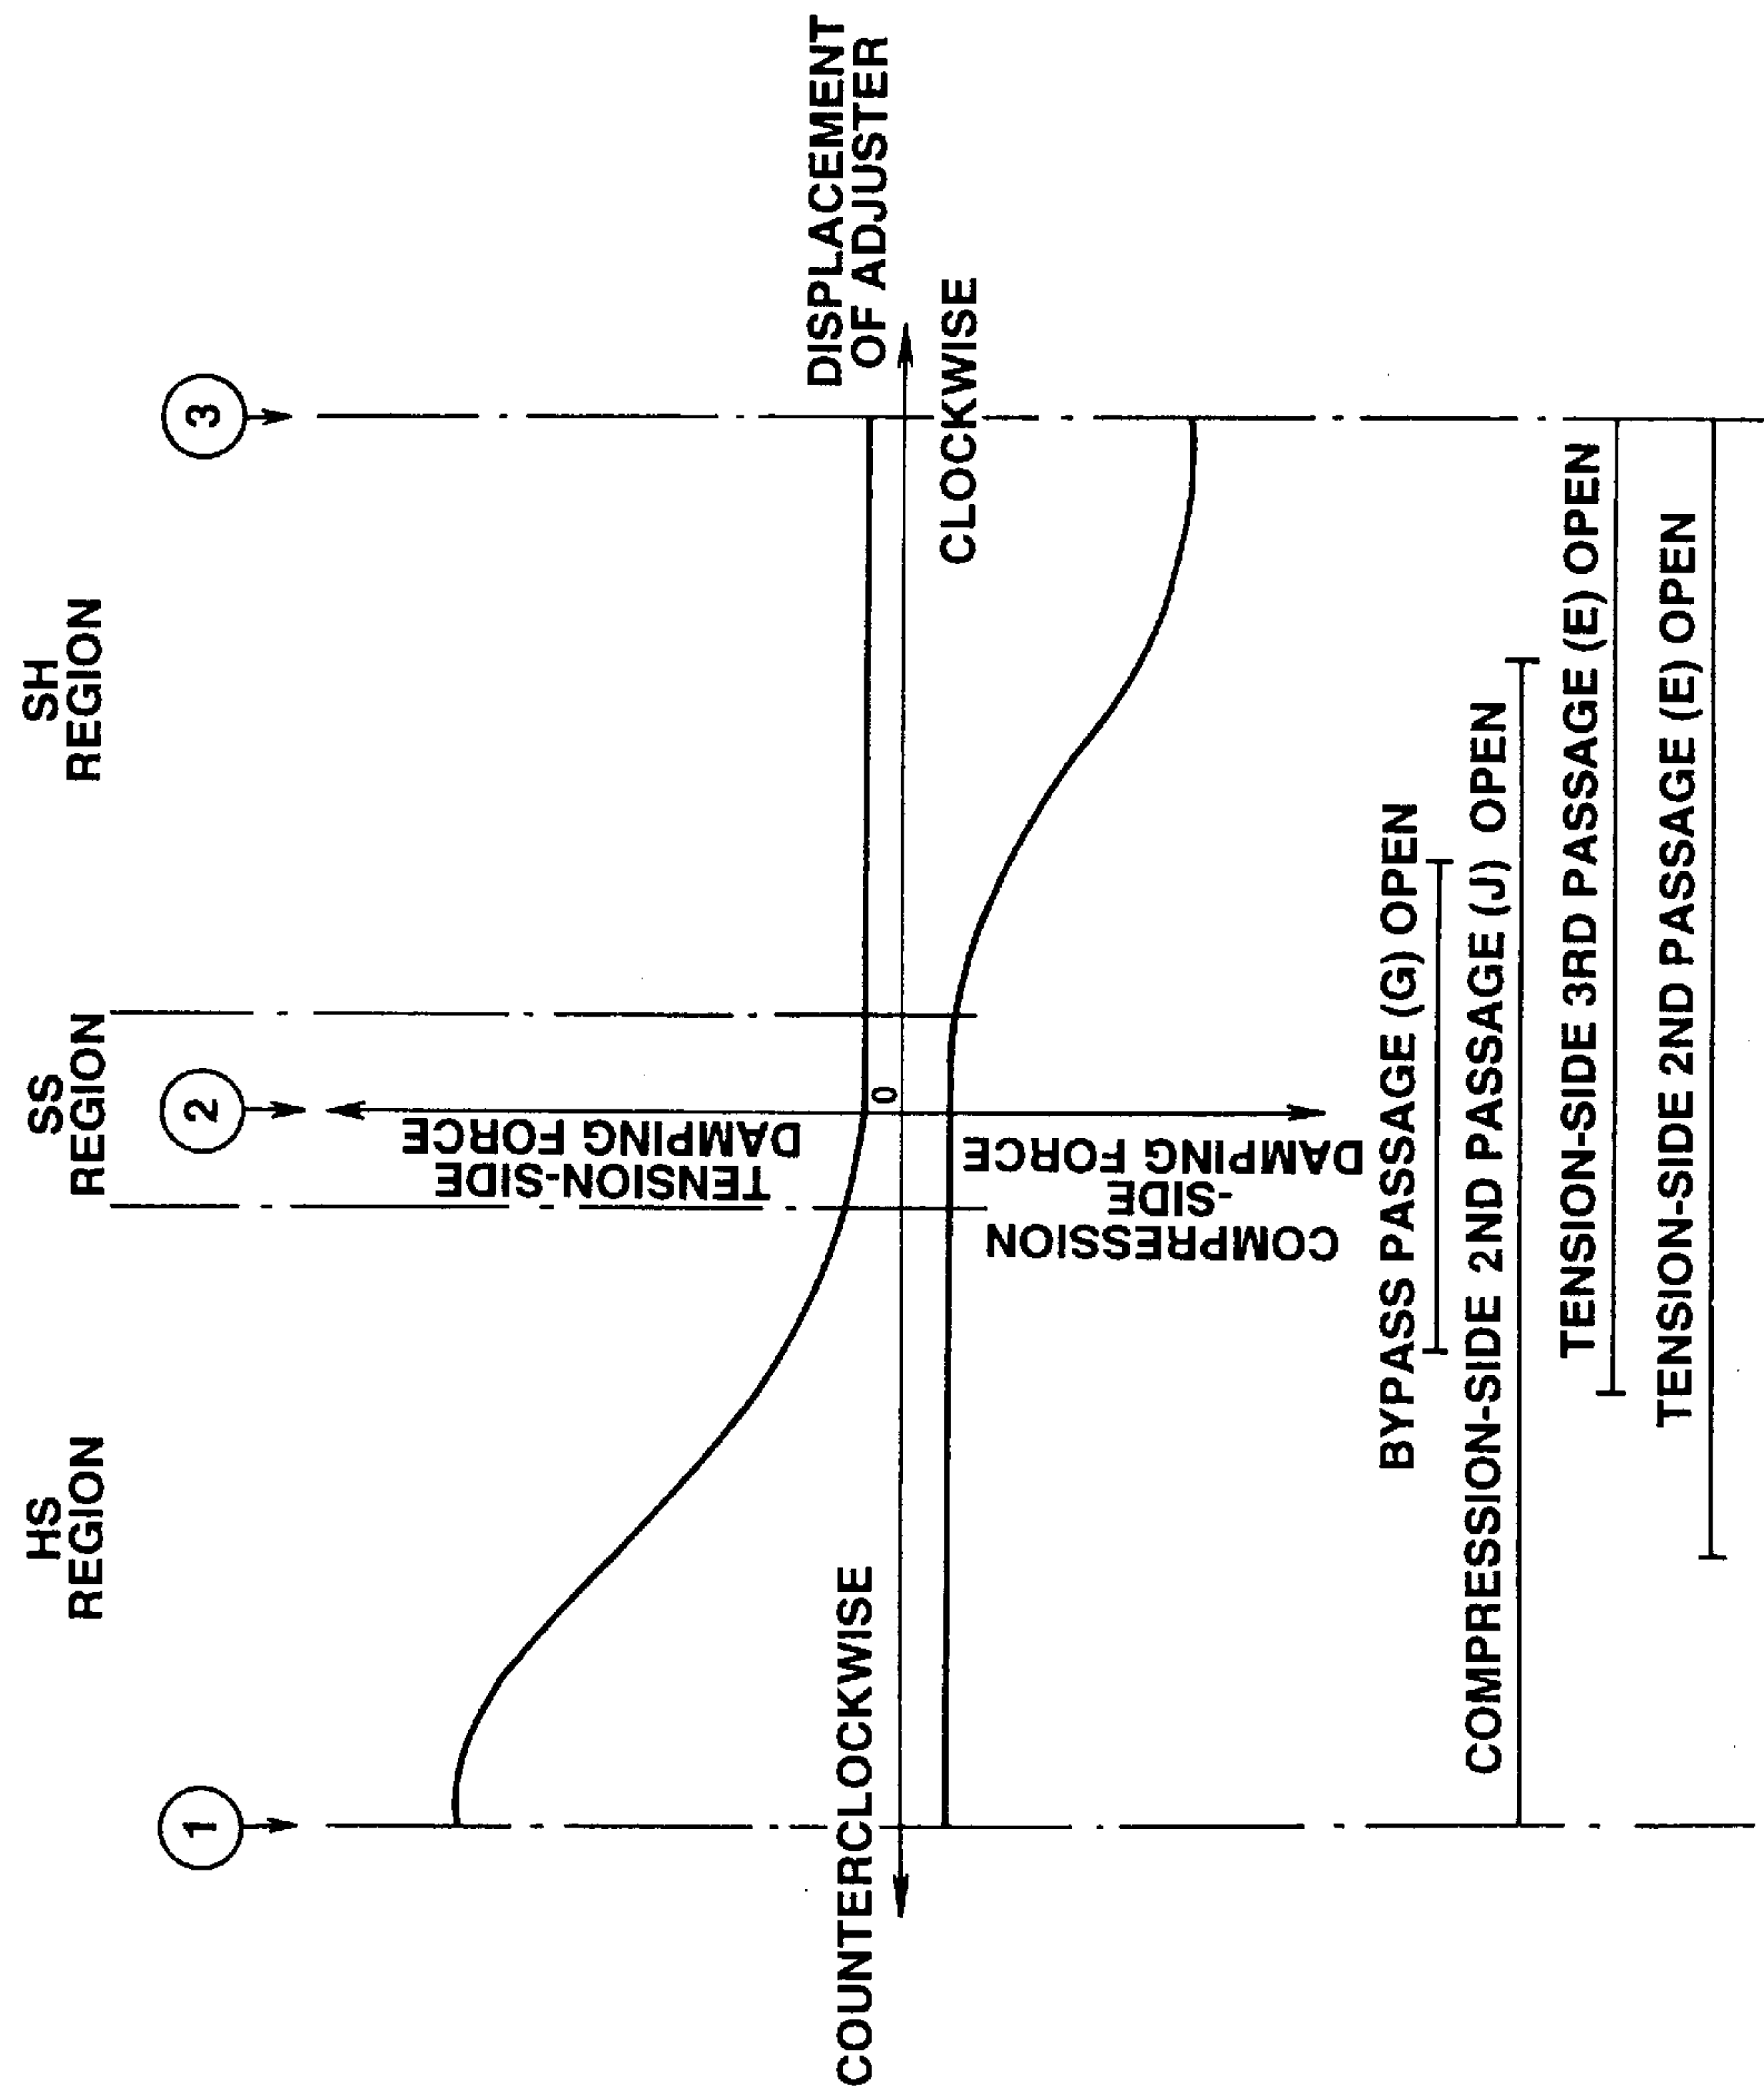 HS
REGION
SS
REGION
SH
REGION
1
2
3
TENSION-SIDE
DAMPING FORCE
DISPLACEMENT
OF ADJUSTER
COUNTERCLOCKWISE
0
CLOCKWISE
COMPRESSION
-SIDE
DAMPING FORCE
BYPASS PASSAGE (G) OPEN
COMPRESSION-SIDE 2ND PASSAGE (J) OPEN
TENSION-SIDE 3RD PASSAGE (E) OPEN
TENSION-SIDE 2ND PASSAGE (E) OPEN